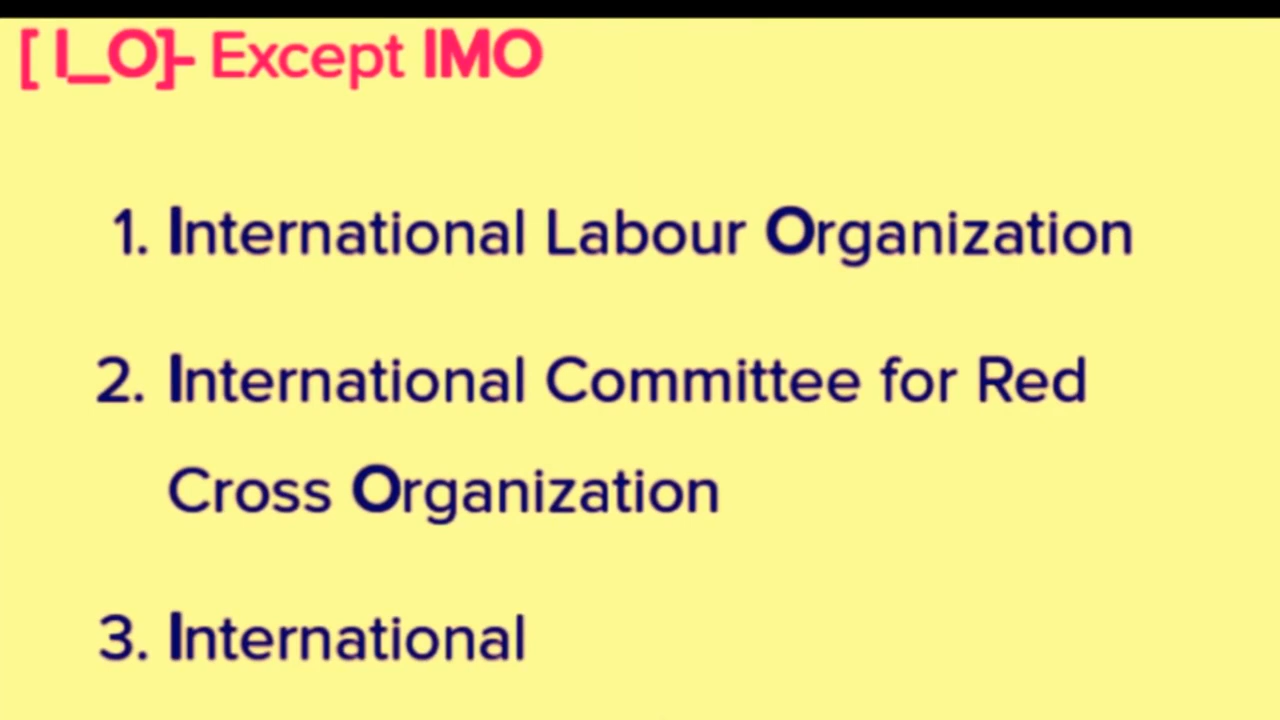 [ I_O]- Except IMO
1. International Labour Organization
2. International Committee for Red
Cross Organization
3. International